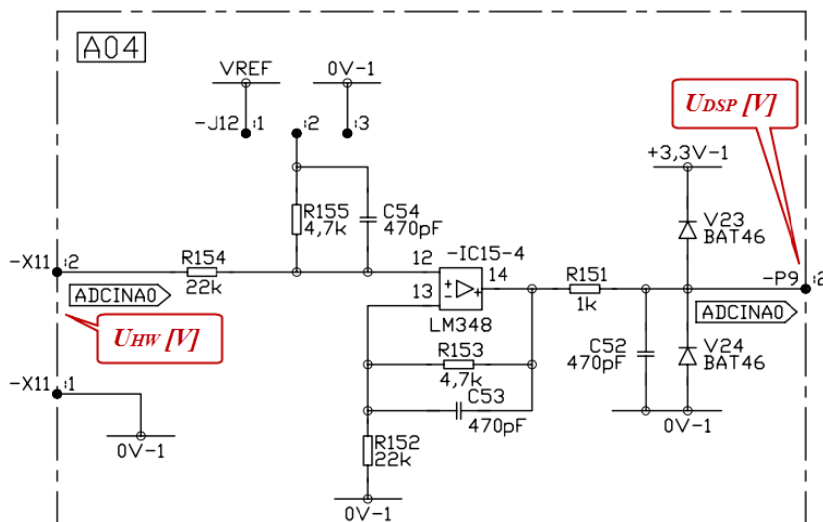 A04
VREF
0V-1
-J12
:1
:2
:3
UDSP [V]
+3,3V-1
R155
4,7k
C54
470pF
V23
BAT46
-X11
:2
R154
22k
ADCINA0
12
13
-IC15-4
14
LM348
R151
1k
-P9
:2
ADCINA0
UHW [V]
R153
4,7k
C53
470pF
C52
470pF
V24
BAT46
-X11
:1
0V-1
R152
22k
0V-1
0V-1